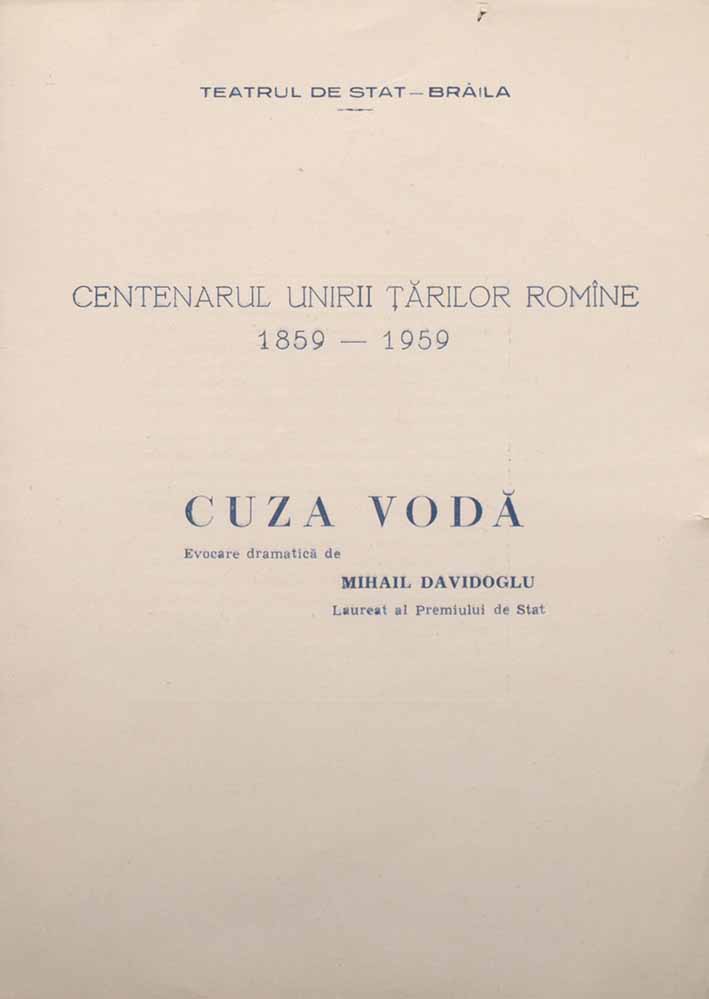 TEATRUL DE STAT — BRĂILA
CENTENARUL UNIRII ȚĂRILOR ROMÎNE
1859 — 1959
CUZA VODĂ
Evocare dramatică de
MIHAIL DAVIDOGLU
Laureat al Premiului de Stat